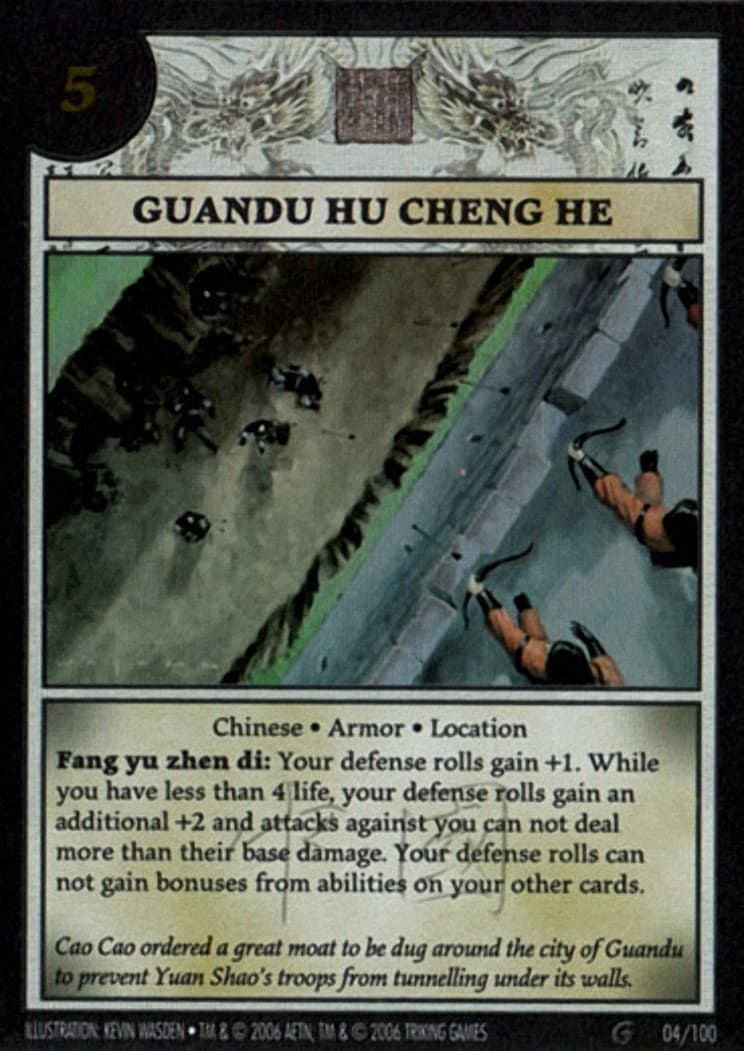 5
GUANDU HU CHENG HE
Chinese • Armor • Location
Fang yu zhen di: Your defense rolls gain +1. While
you have less than 4 life, your defense rolls gain an
additional +2 and attacks against you can not deal
more than their base damage. Your defense rolls can
not gain bonuses from abilities on your other cards.
Cao Cao ordered a great moat to be dug around the city of Guandu
to prevent Yuan Shao's troops from tunnelling under its walls.
ILLUSTRATION: KEVIN WASDEN • TM & © 2006 AETN, TM & © 2006 TRIKING GAMES
G 04/100